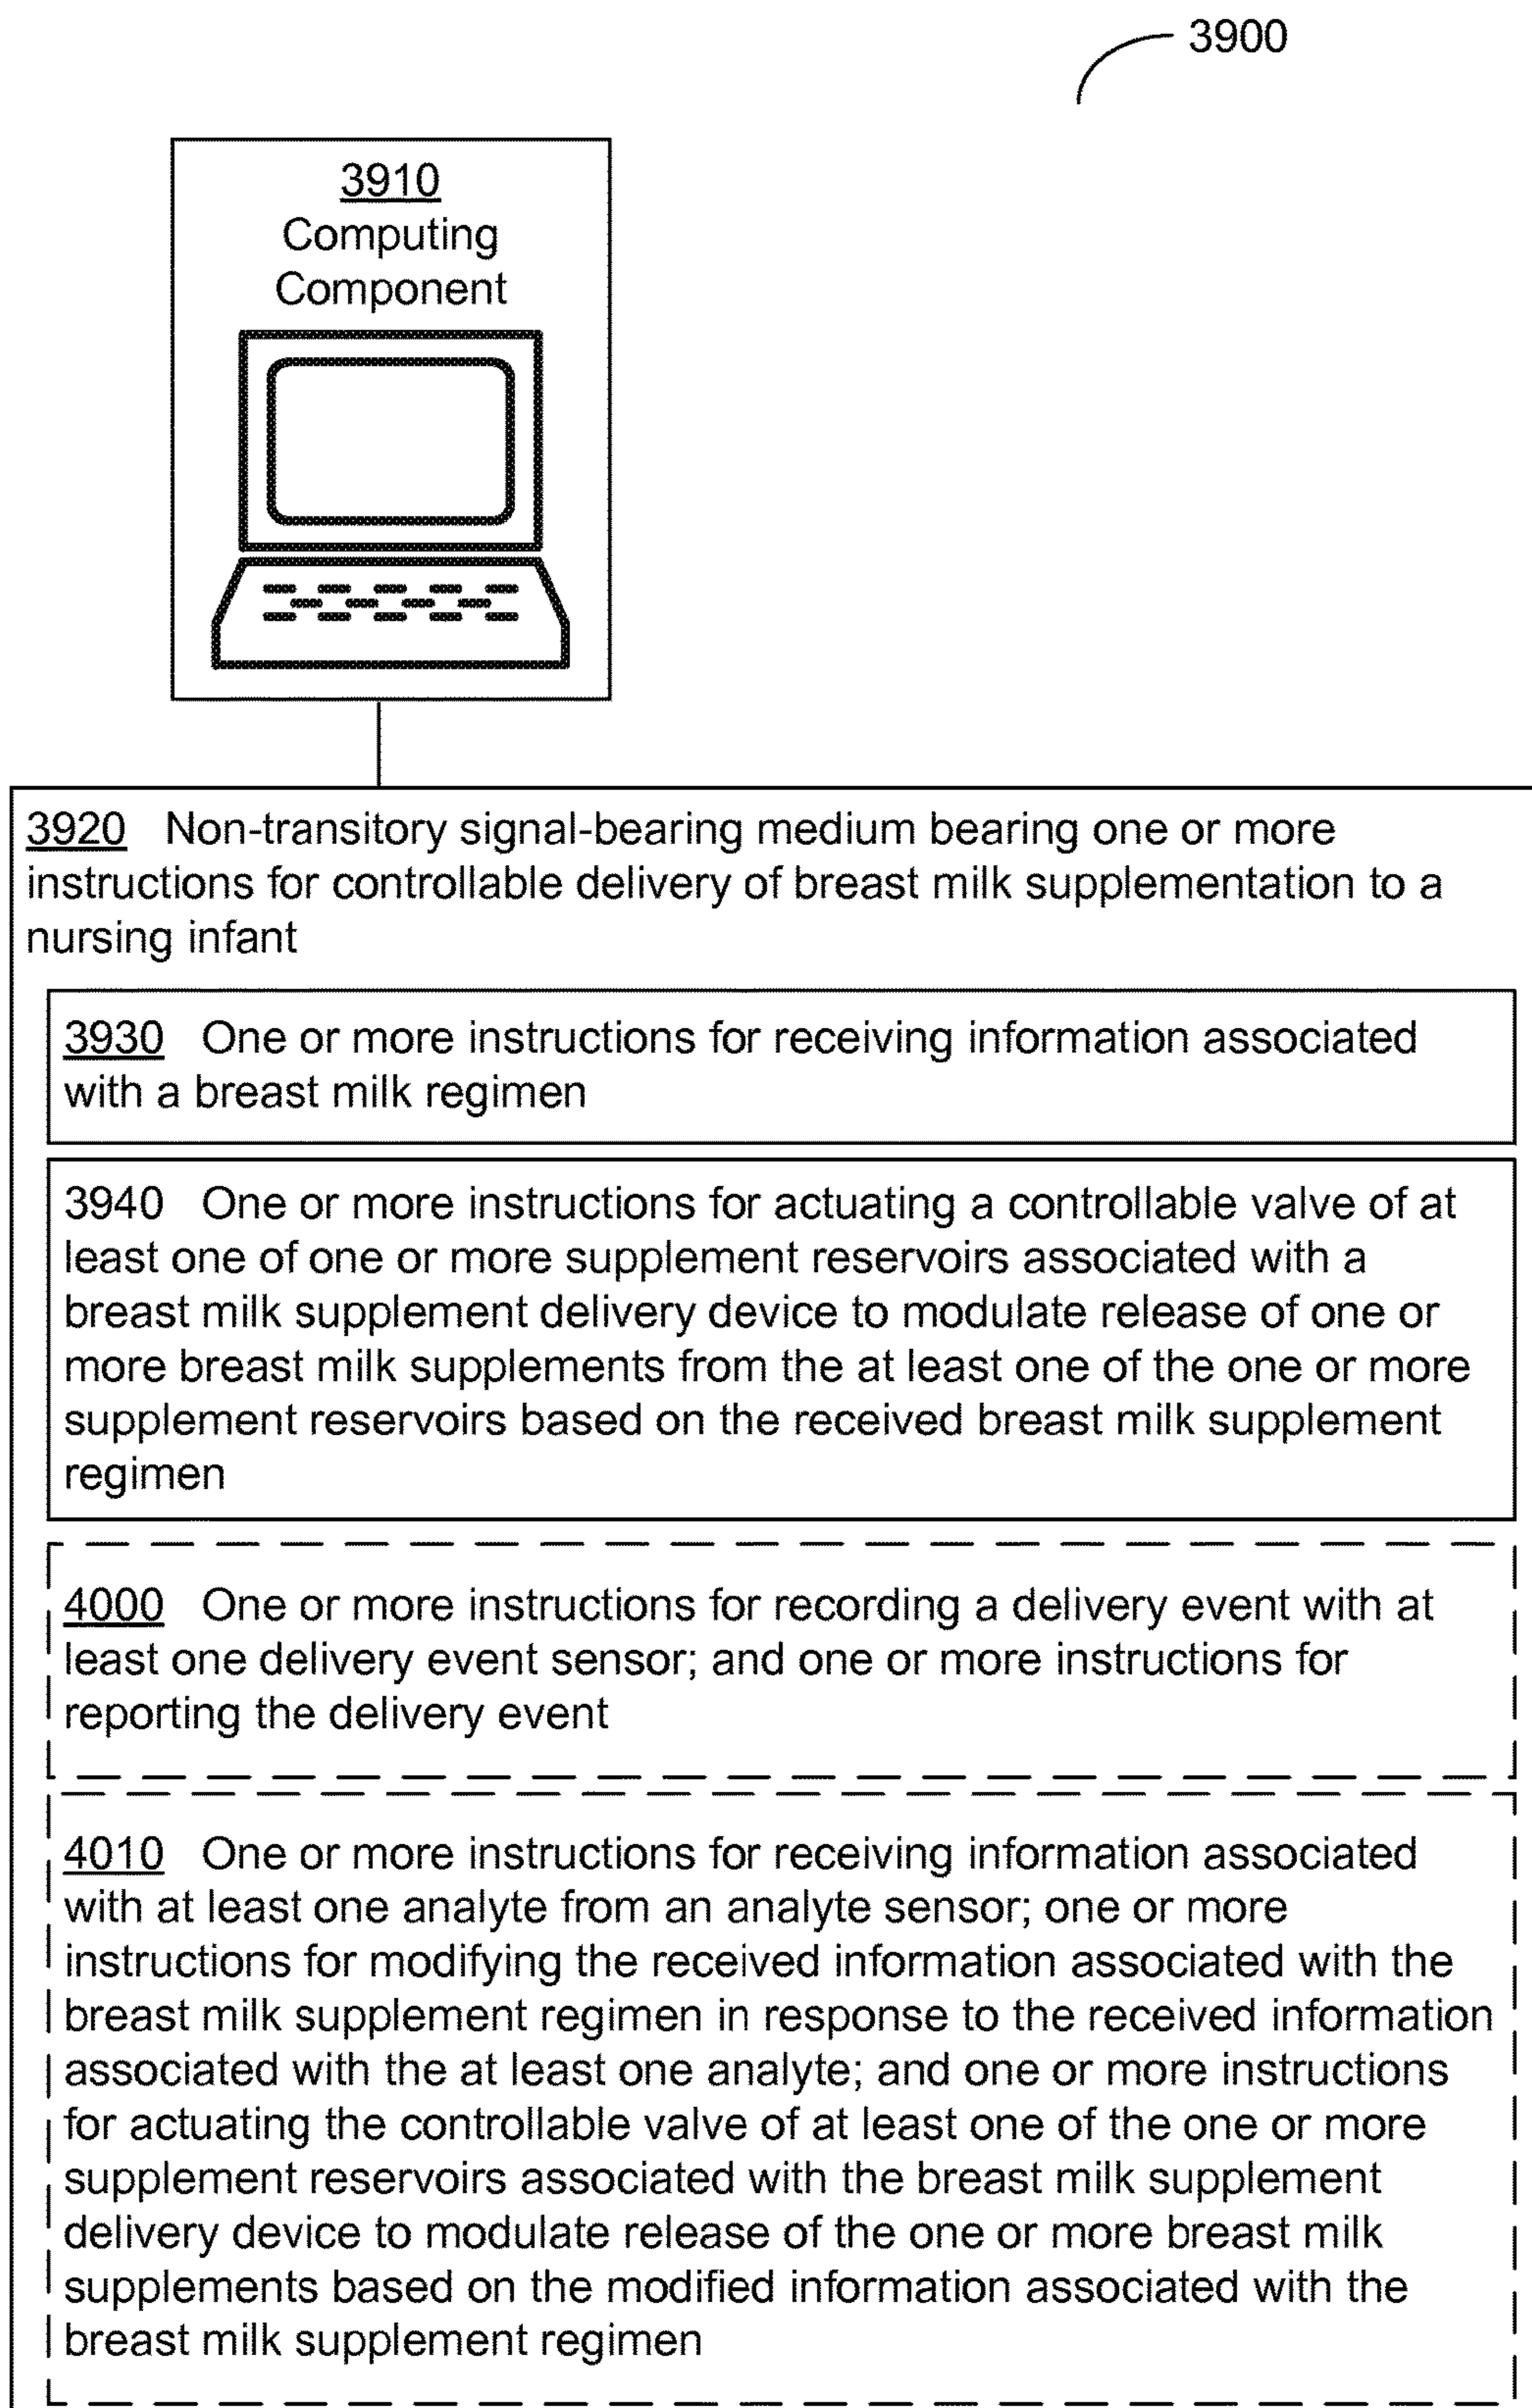 3900
3910
Computing
Component
3920 Non-transitory signal-bearing medium bearing one or more
instructions for controllable delivery of breast milk supplementation to a
nursing infant
3930 One or more instructions for receiving information associated
with a breast milk regimen
3940 One or more instructions for actuating a controllable valve of at
least one of one or more supplement reservoirs associated with a
breast milk supplement delivery device to modulate release of one or
more breast milk supplements from the at least one of the one or more
supplement reservoirs based on the received breast milk supplement
regimen
4000 One or more instructions for recording a delivery event with at
least one delivery event sensor; and one or more instructions for
reporting the delivery event
4010 One or more instructions for receiving information associated
with at least one analyte from an analyte sensor; one or more
instructions for modifying the received information associated with the
breast milk supplement regimen in response to the received information
associated with the at least one analyte; and one or more instructions
for actuating the controllable valve of at least one of the one or more
supplement reservoirs associated with the breast milk supplement
delivery device to modulate release of the one or more breast milk
supplements based on the modified information associated with the
breast milk supplement regimen